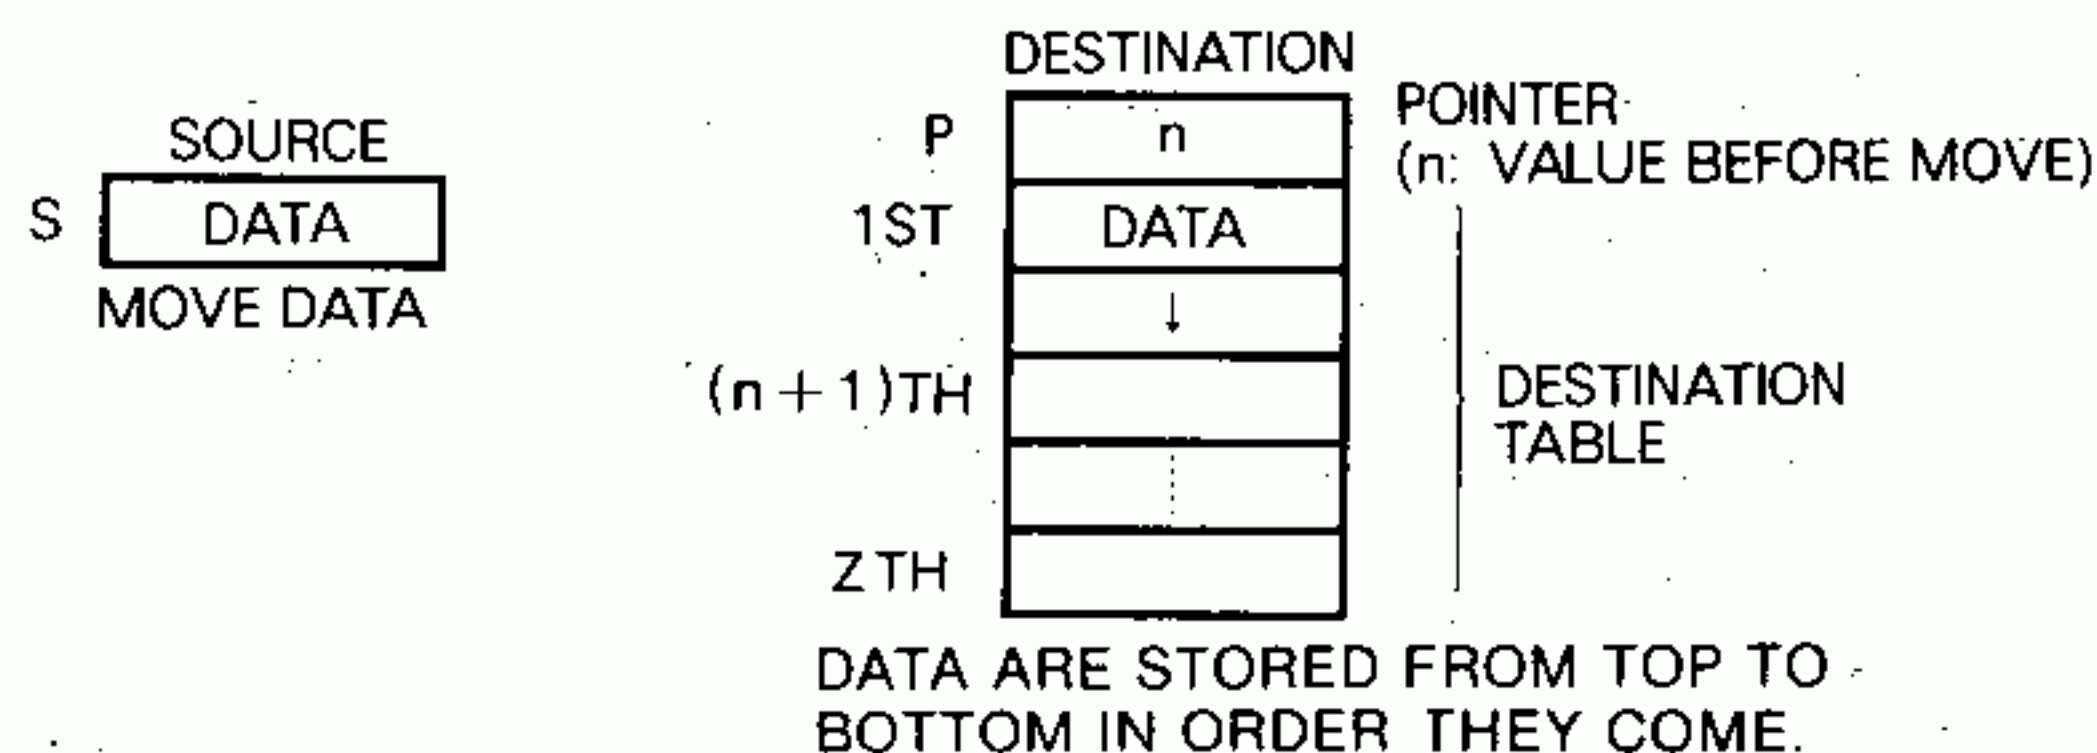 SOURCE
S DATA
MOVE DATA
DESTINATION
P n
POINTER
(n: VALUE BEFORE MOVE)
1ST DATA
(n+1)TH
DESTINATION
TABLE
Z TH
DATA ARE STORED FROM TOP TO
BOTTOM IN ORDER THEY COME.